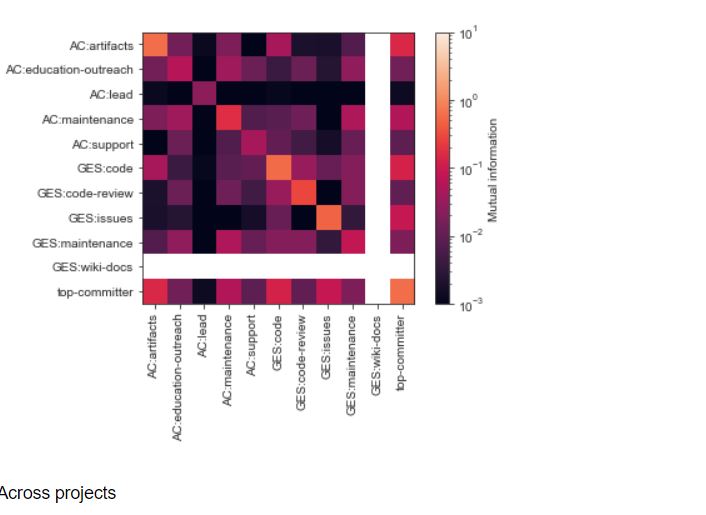 AC:artifacts
AC:education-outreach
AC:lead
AC:maintenance
AC:support
GES:code
GES:code-review
GES:issues
GES:maintenance
GES:wiki-docs
top-committer
AC:artifacts
AC:education-outreach
AC:lead
AC:maintenance
AC:support
GES:code
GES:code-review
GES:issues
GES:maintenance
GES:wiki-docs
top-committer
10^1
10^0
10^-1
10^-2
10^-3
Mutual information
Across projects